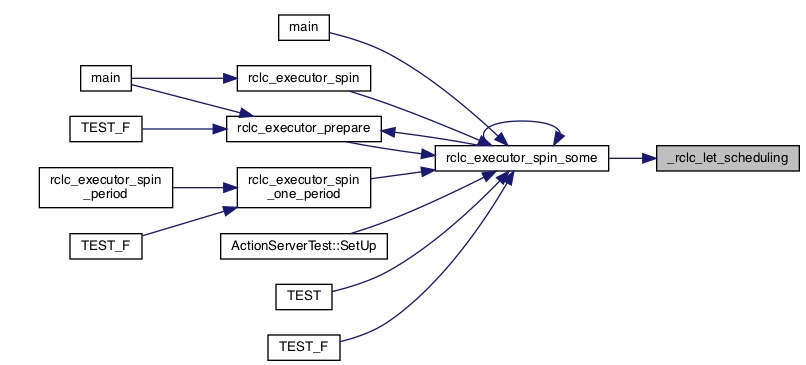 main
main
rclc_executor_spin
TEST_F
rclc_executor_prepare
rclc_executor_spin_some
_rclc_let_scheduling
rclc_executor_spin
_period
rclc_executor_spin
_one_period
TEST_F
ActionServerTest::SetUp
TEST
TEST_F